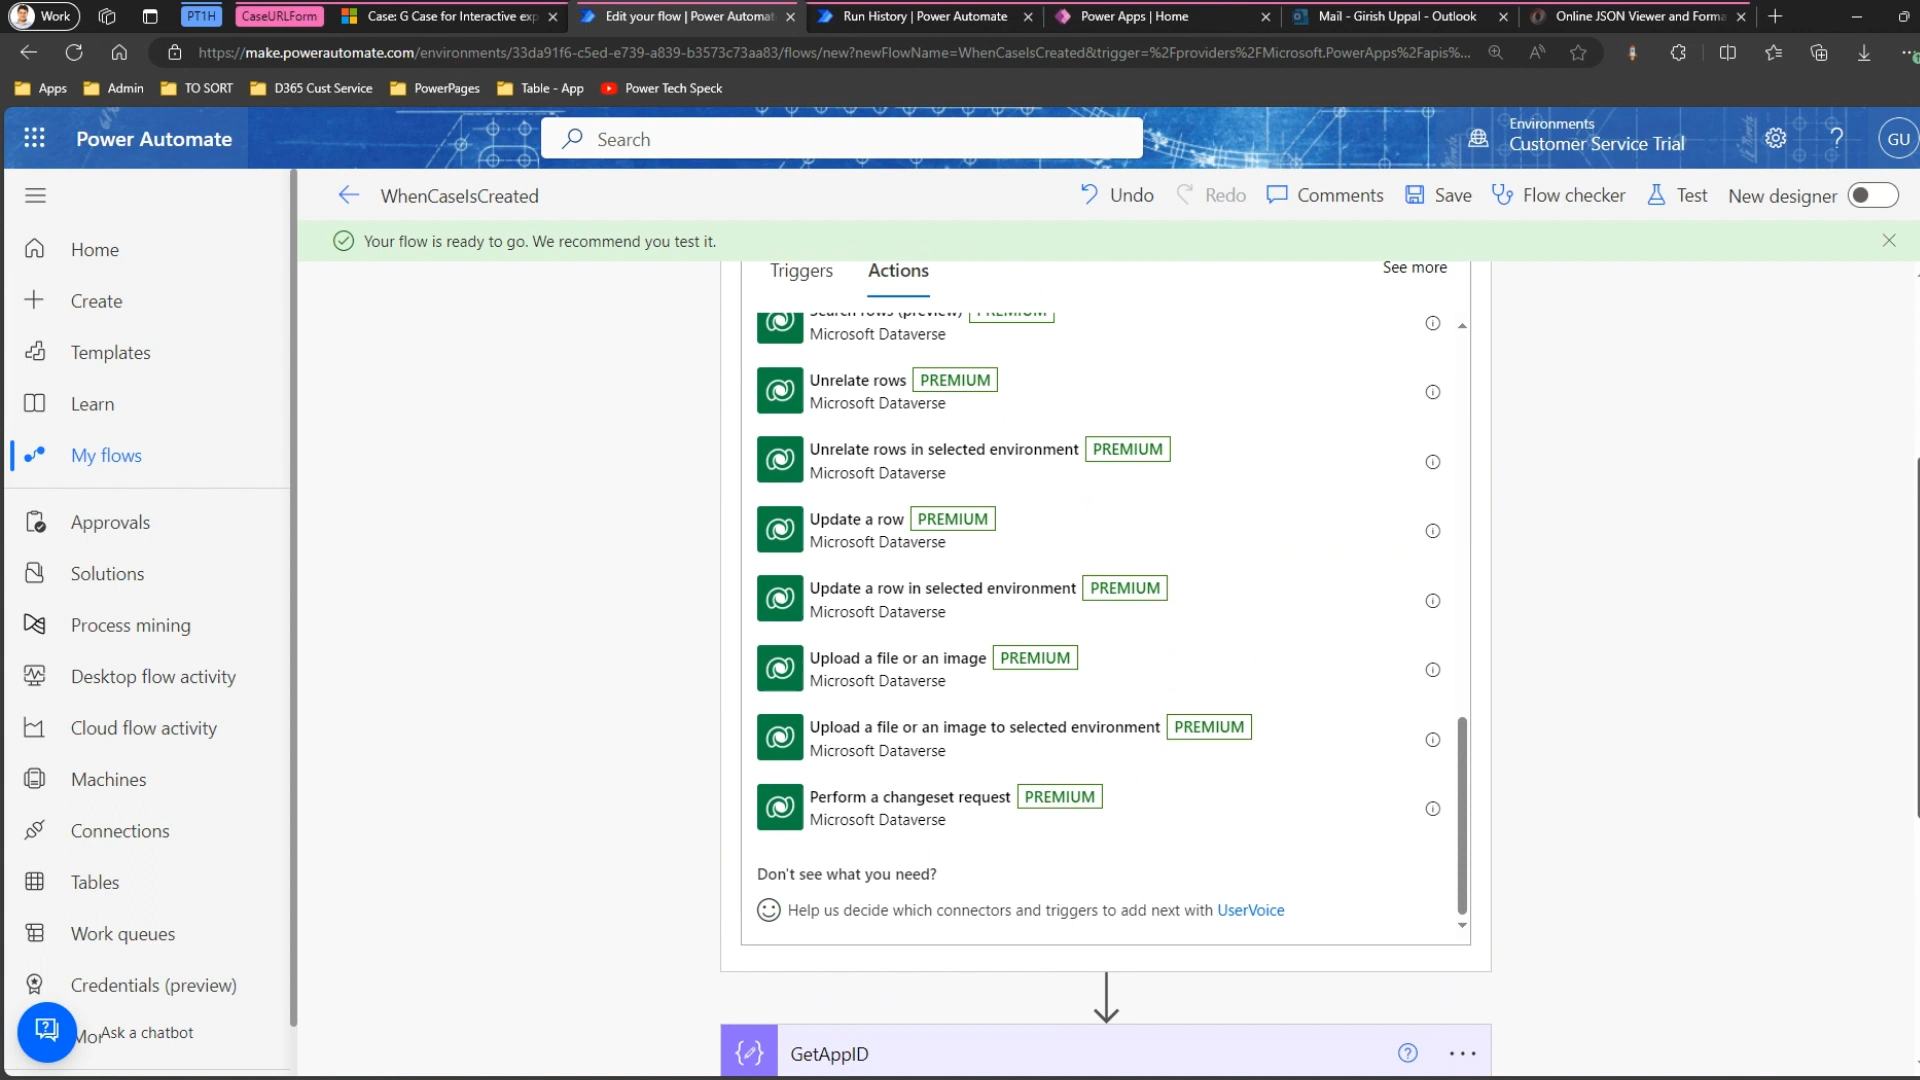 Work
PT1H
CaseURLForm
Case: G Case for Interactive exp
Edit your flow | Power Automat
Run History | Power Automate
Power Apps | Home
Mail - Girish Uppal - Outlook
Online JSON Viewer and Forma
https://make.powerautomate.com/environments/33da91f6-c5ed-e739-a839-b3573c73aa83/flows/new?newFlowName=WhenCaseIsCreated&trigger=%2Fproviders%2FMicrosoft.PowerApps%2Fapis%...
Apps
Admin
TO SORT
D365 Cust Service
PowerPages
Table - App
Power Tech Speck
Power Automate
Search
Environments
Customer Service Trial
GU
WhenCaseIsCreated
Undo
Redo
Comments
Save
Flow checker
Test
New designer
Your flow is ready to go. We recommend you test it.
Home
Create
Templates
Learn
My flows
Approvals
Solutions
Process mining
Desktop flow activity
Cloud flow activity
Machines
Connections
Tables
Work queues
Credentials (preview)
Mor
Ask a chatbot
Triggers
Actions
See more
Search rows (preview) PREMIUM
Microsoft Dataverse
Unrelate rows PREMIUM
Microsoft Dataverse
Unrelate rows in selected environment PREMIUM
Microsoft Dataverse
Update a row PREMIUM
Microsoft Dataverse
Update a row in selected environment PREMIUM
Microsoft Dataverse
Upload a file or an image PREMIUM
Microsoft Dataverse
Upload a file or an image to selected environment PREMIUM
Microsoft Dataverse
Perform a changeset request PREMIUM
Microsoft Dataverse
Don't see what you need?
Help us decide which connectors and triggers to add next with UserVoice
GetAppID